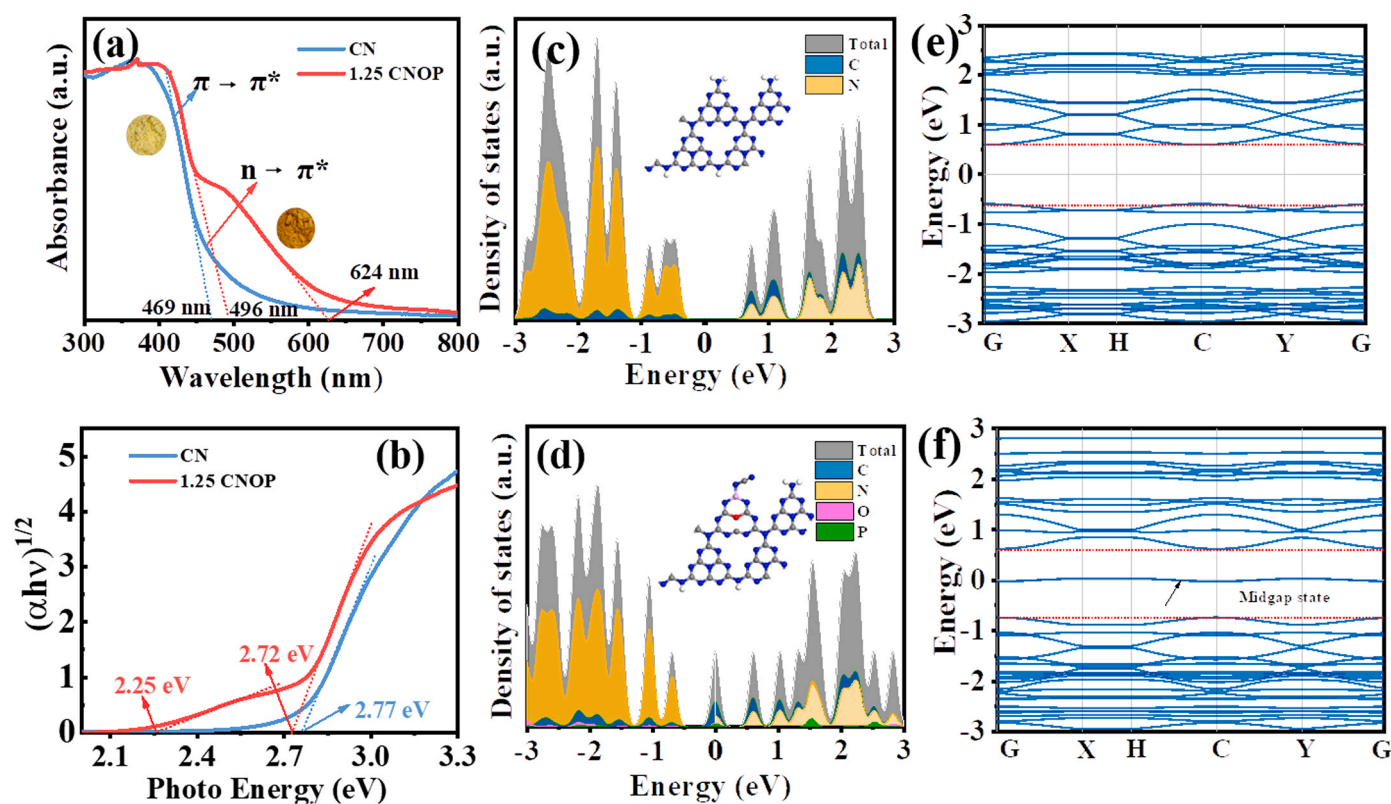 (a)
CN
1.25 CNOP
π → π*
n → π*
624 nm
469 nm
496 nm
300 400 500 600 700 800
Wavelength (nm)
Absorbance (a.u.)
(c)
Total
C
N
Density of states (a.u.)
-3 -2 -1 0 1 2 3
Energy (eV)
(e)
3
2
1
0
-1
-2
-3
Energy (eV)
G X H C Y G
(b)
CN
1.25 CNOP
5
4
3
2
1
0
(αhν)1/2
2.72 eV
2.25 eV
2.77 eV
2.1 2.4 2.7 3.0 3.3
Photo Energy (eV)
(d)
Total
C
N
O
P
Density of states (a.u.)
-3 -2 -1 0 1 2 3
Energy (eV)
(f)
3
2
1
0
-1
-2
-3
Energy (eV)
Midgap state
G X H C Y G